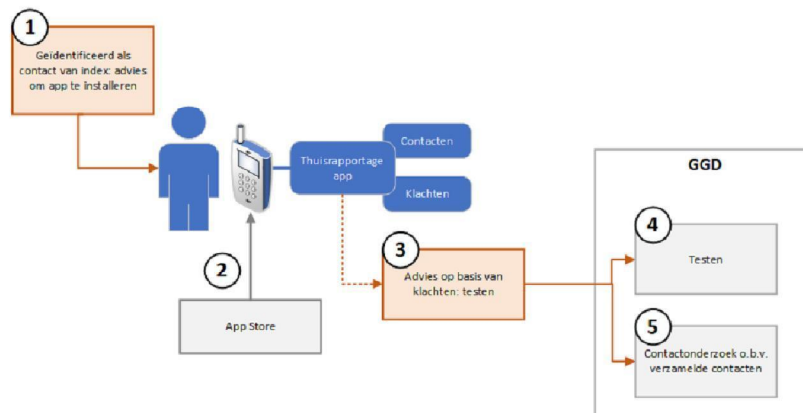 1
Geïdentificeerd als
contact van index: advies
om app te installeren
Thuisrapportage
app
Contacten
Klachten
2
App Store
3
Advies op basis van
klachten: testen
GGD
4
Testen
5
Contactonderzoek o.b.v.
verzamelde contacten